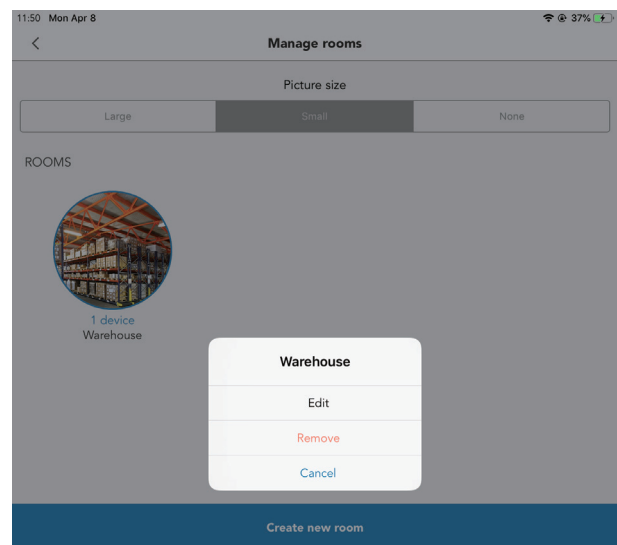 11:50 Mon Apr 8 37%
Manage rooms
Picture size
Large Small None
ROOMS
1 device
Warehouse
Warehouse
Edit
Remove
Cancel
Create new room